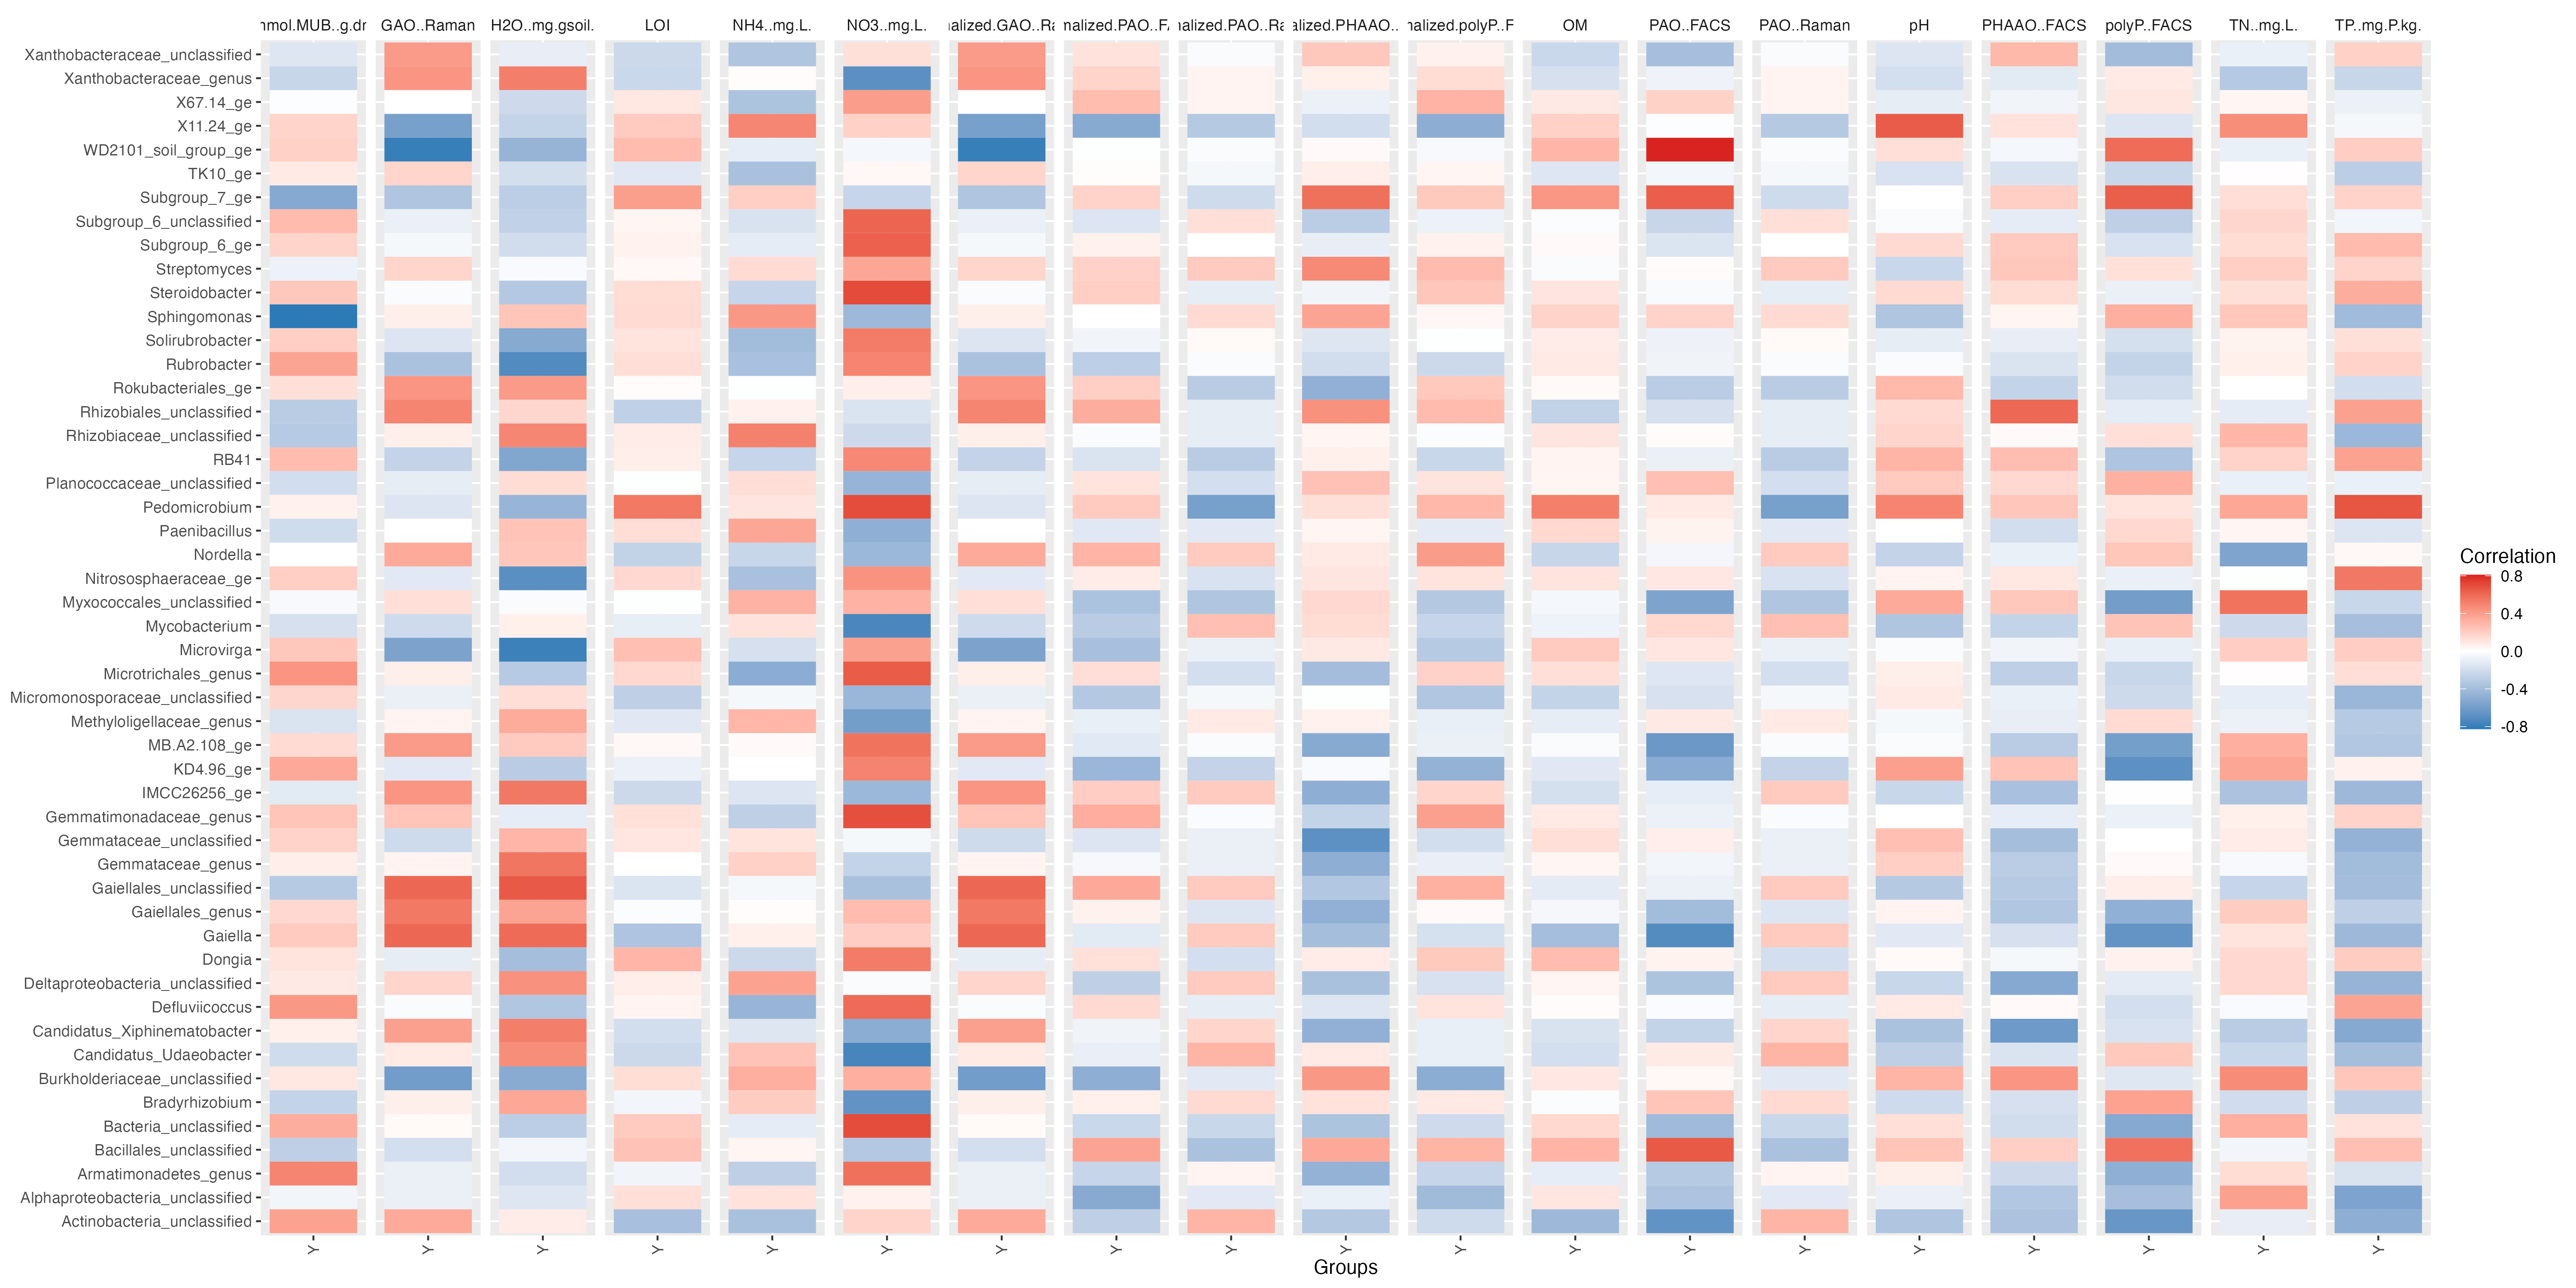 nmol.MUB..g.dr GAO..Raman H2O..mg.gsoil. LOI NH4..mg.L. NO3..mg.L. nalized.GAO..Ra nalized.PAO..FA nalized.PAO..Ra alized.PHAAO.. nalized.polyP..F OM PAO..FACS PAO..Raman pH PHAAO..FACS polyP..FACS TN..mg.L. TP..mg.P.kg.
Xanthobacteraceae_unclassified
Xanthobacteraceae_genus
X67.14_ge
X11.24_ge
WD2101_soil_group_ge
TK10_ge
Subgroup_7_ge
Subgroup_6_unclassified
Subgroup_6_ge
Streptomyces
Steroidobacter
Sphingomonas
Solirubrobacter
Rubrobacter
Rokubacteriales_ge
Rhizobiales_unclassified
Rhizobiaceae_unclassified
RB41
Planococcaceae_unclassified
Pedomicrobium
Paenibacillus
Nordella
Nitrososphaeraceae_ge
Myxococcales_unclassified
Mycobacterium
Microvirga
Microtrichales_genus
Micromonosporaceae_unclassified
Methyloligellaceae_genus
MB.A2.108_ge
KD4.96_ge
IMCC26256_ge
Gemmatimonadaceae_genus
Gemmataceae_unclassified
Gemmataceae_genus
Gaiellales_unclassified
Gaiellales_genus
Gaiella
Dongia
Deltaproteobacteria_unclassified
Defluviicoccus
Candidatus_Xiphinematobacter
Candidatus_Udaeobacter
Burkholderiaceae_unclassified
Bradyrhizobium
Bacteria_unclassified
Bacillales_unclassified
Armatimonadetes_genus
Alphaproteobacteria_unclassified
Actinobacteria_unclassified
Y Y Y Y Y Y Y Y Y Y Y Y Y Y Y Y Y Y Y
Groups
Correlation
0.8
0.4
0.0
-0.4
-0.8